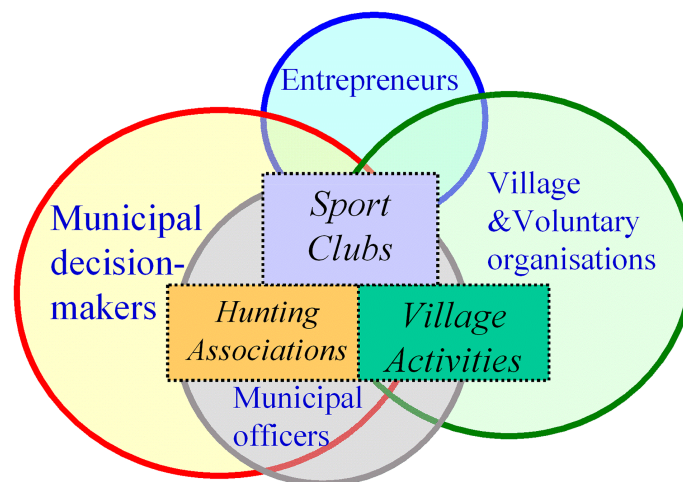 Entrepreneurs
Municipal
decision-
makers
Sport
Clubs
Village
&Voluntary
organisations
Hunting
Associations
Village
Activities
Municipal
officers